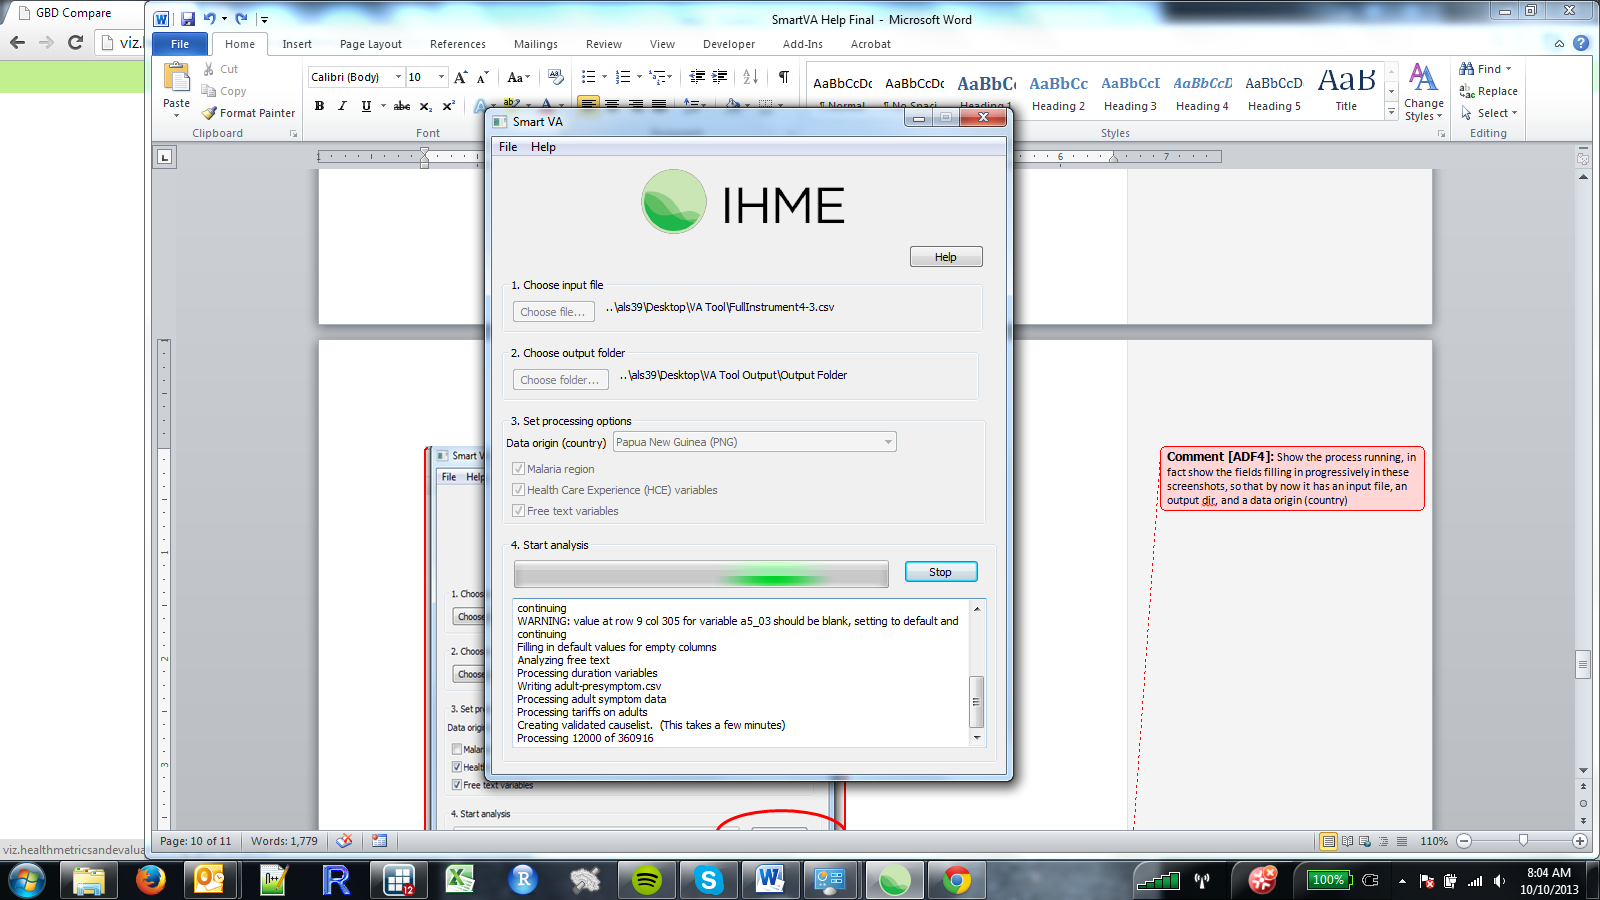 GBD Compare
viz.l
SmartVA Help Final - Microsoft Word
File Home Insert Page Layout References Mailings Review View Developer Add-Ins Acrobat
Paste
Cut
Copy
Format Painter
Clipboard
Calibri (Body) 10
B I U abc x₂ x²
Font
AaBbCcDc AaBbCcDc AaBbC AaBbCc AaBbCcI AaBbCcD AaBbCcD AaB
¶ Normal ¶ No Spaci... Heading 1 Heading 2 Heading 3 Heading 4 Heading 5 Title
Change
Styles
Styles
Find
Replace
Select
Editing
Smart VA
File Help
IHME
Help
1. Choose input file
Choose file... ..\als39\Desktop\VA Tool\FullInstrument4-3.csv
2. Choose output folder
Choose folder... ..\als39\Desktop\VA Tool Output\Output Folder
3. Set processing options
Data origin (country) Papua New Guinea (PNG)
Malaria region
Health Care Experience (HCE) variables
Free text variables
4. Start analysis
Stop
continuing
WARNING: value at row 9 col 305 for variable a5_03 should be blank, setting to default and
continuing
Filling in default values for empty columns
Analyzing free text
Processing duration variables
Writing adult-presymptom.csv
Processing adult symptom data
Processing tariffs on adults
Creating validated causelist. (This takes a few minutes)
Processing 12000 of 360916
Smart V
File Help
1. Choos
Choose
2. Choos
Choose
3. Set pr
Data origi
Malar
Health
Free text variables
4. Start analysis
Comment [ADF4]: Show the process running, in
fact show the fields filling in progressively in these
screenshots, so that by now it has an input file, an
output dir, and a data origin (country)
Page: 10 of 11 Words: 1,779
110%
viz.healthmetricsandevalua
12
100%
8:04 AM
10/10/2013